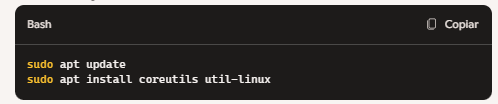 Bash
Copiar
sudo apt update
sudo apt install coreutils util-linux